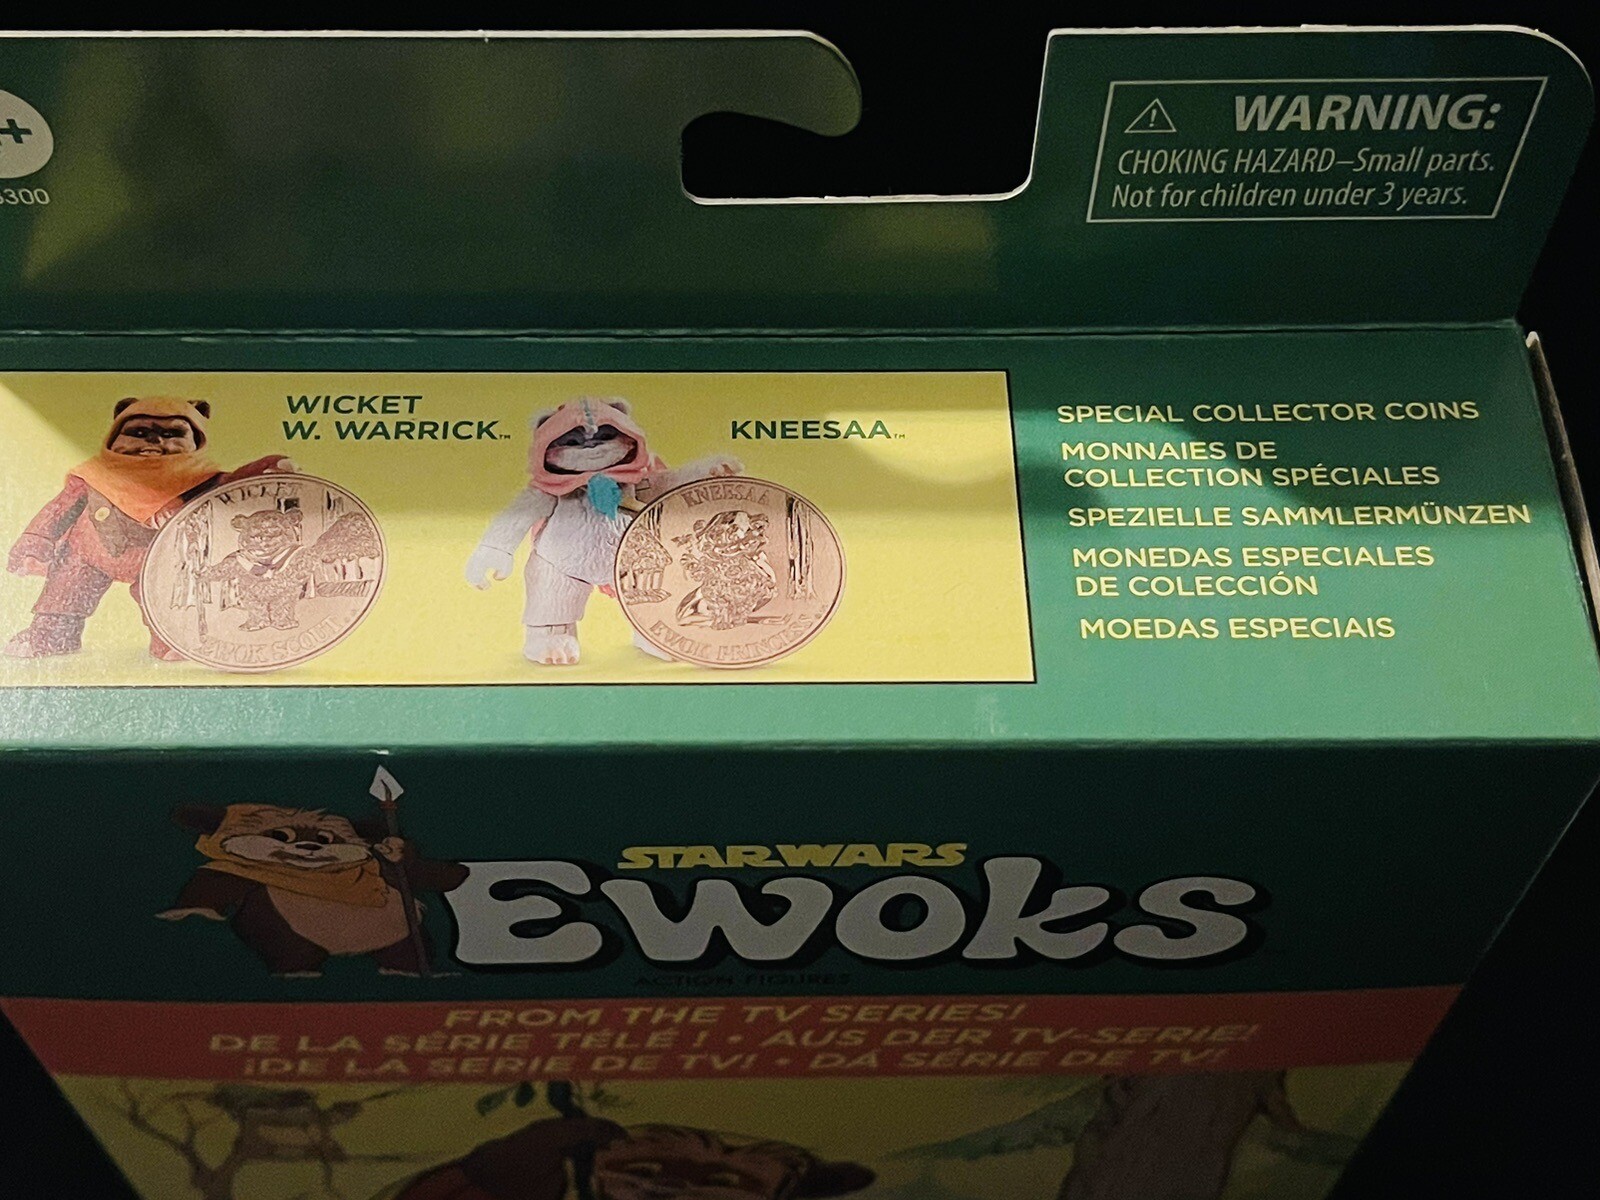 WARNING:
CHOKING HAZARD–Small parts.
Not for children under 3 years.
+
300
WICKET
W. WARRICK™
KNEESAA™
WICKET
EWOK SCOUT
KNEESAA
EWOK PRINCESS
SPECIAL COLLECTOR COINS
MONNAIES DE
COLLECTION SPÉCIALES
SPEZIELLE SAMMLERMÜNZEN
MONEDAS ESPECIALES
DE COLECCIÓN
MOEDAS ESPECIAIS
STAR WARS
EWOKS
ACTION FIGURES
FROM THE TV SERIES!
DE LA SÉRIE TÉLÉ ! • AUS DER TV-SERIE!
¡DE LA SERIE DE TV! • DA SÉRIE DE TV!